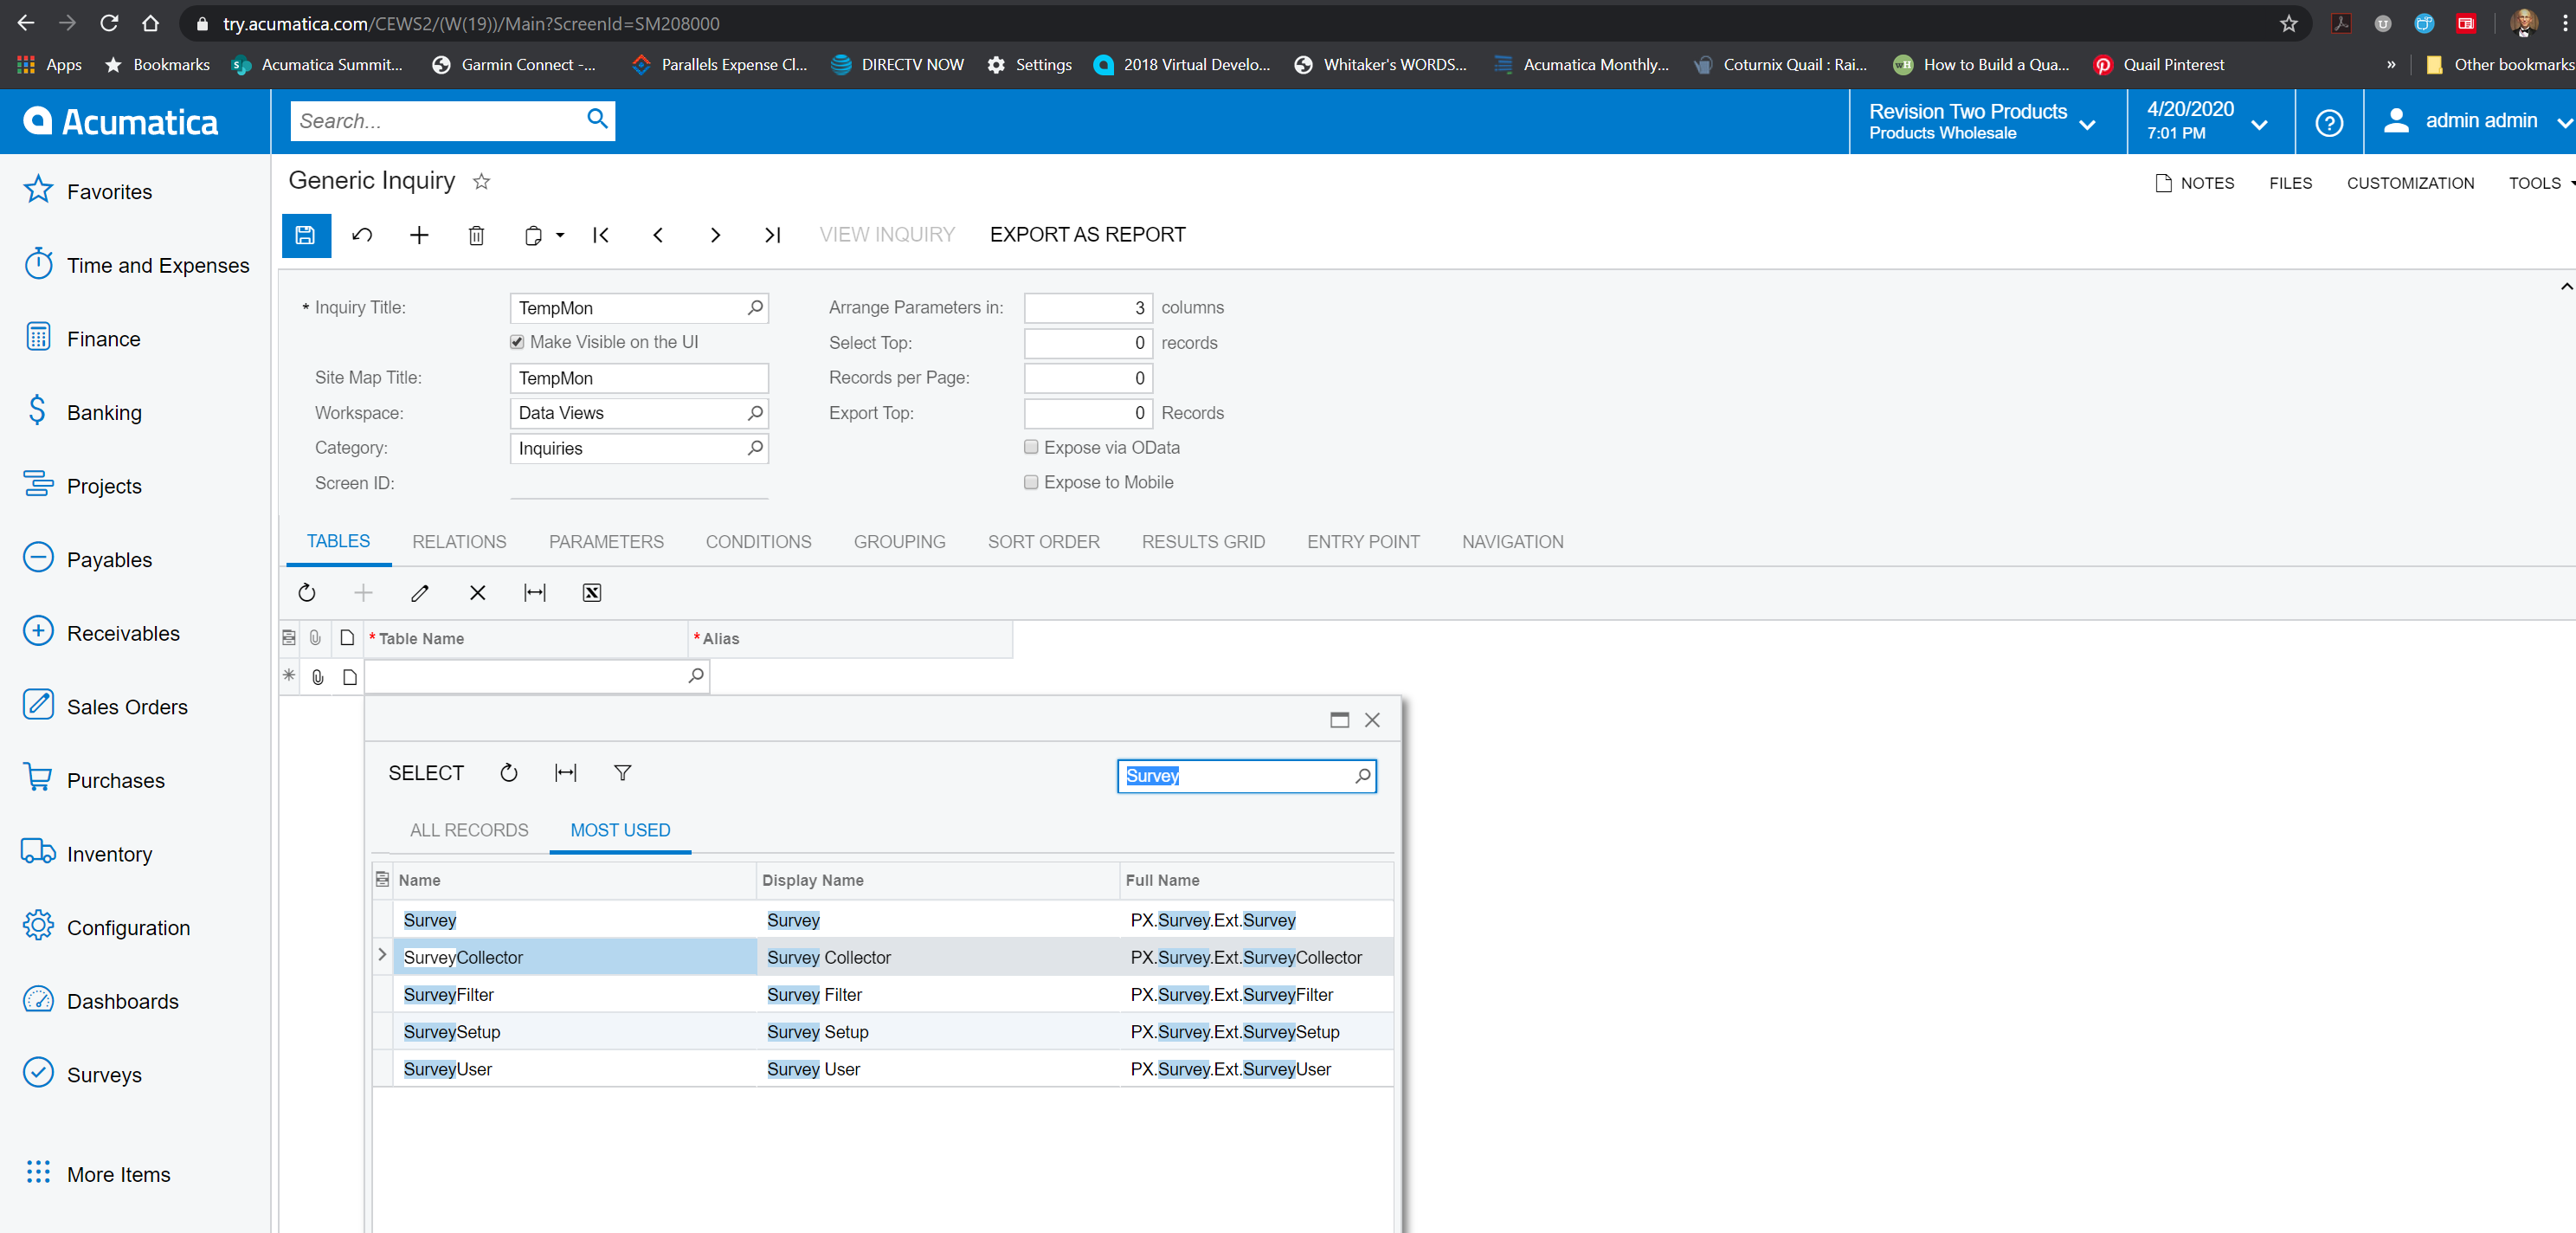 try.acumatica.com/CEWS2/(W(19))/Main?ScreenId=SM208000
Apps Bookmarks Acumatica Summit... Garmin Connect -... Parallels Expense Cl... DIRECTV NOW Settings 2018 Virtual Develo... Whitaker's WORDS... Acumatica Monthly... Coturnix Quail : Rai... How to Build a Qua... Quail Pinterest » Other bookmarks
Acumatica Search... Revision Two Products 4/20/2020 admin admin
Products Wholesale 7:01 PM
Generic Inquiry NOTES FILES CUSTOMIZATION TOOLS
VIEW INQUIRY EXPORT AS REPORT
Favorites
Time and Expenses
Finance
Banking
Projects
Payables
Receivables
Sales Orders
Purchases
Inventory
Configuration
Dashboards
Surveys
More Items
* Inquiry Title: TempMon Arrange Parameters in: 3 columns
Make Visible on the UI Select Top: 0 records
Site Map Title: TempMon Records per Page: 0
Workspace: Data Views Export Top: 0 Records
Category: Inquiries Expose via OData
Screen ID: Expose to Mobile
TABLES RELATIONS PARAMETERS CONDITIONS GROUPING SORT ORDER RESULTS GRID ENTRY POINT NAVIGATION
* Table Name * Alias
SELECT Survey
ALL RECORDS MOST USED
Name Display Name Full Name
Survey Survey PX.Survey.Ext.Survey
SurveyCollector Survey Collector PX.Survey.Ext.SurveyCollector
SurveyFilter Survey Filter PX.Survey.Ext.SurveyFilter
SurveySetup Survey Setup PX.Survey.Ext.SurveySetup
SurveyUser Survey User PX.Survey.Ext.SurveyUser